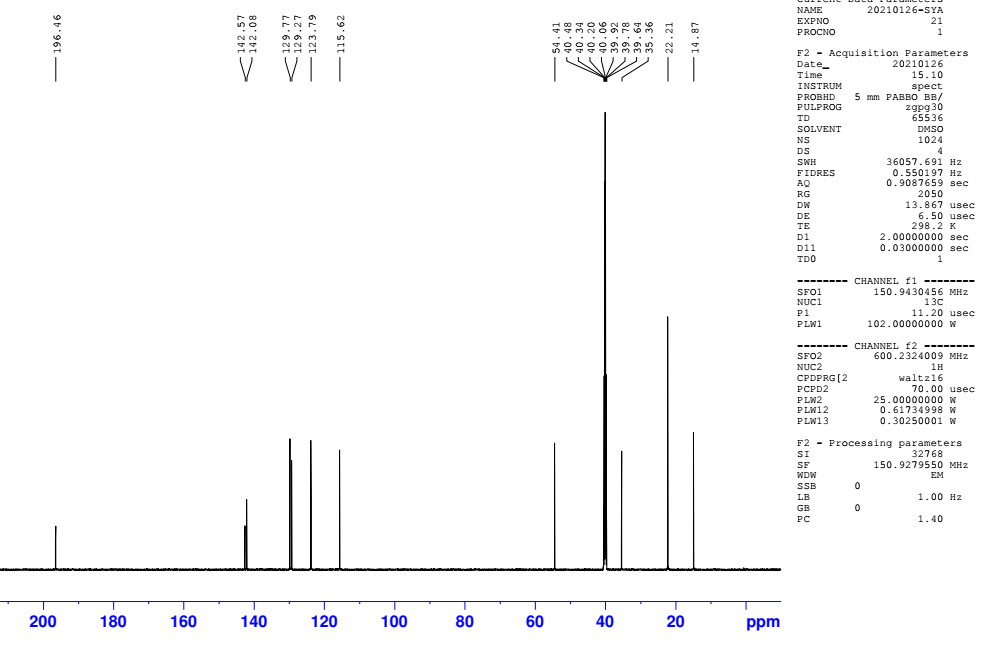 196.46
142.57
142.08
129.77
129.27
123.79
115.62
54.41
40.48
40.34
40.20
40.06
39.92
39.78
39.64
35.36
22.21
14.87
Current Data Parameters
NAME 20210126-SYA
EXPNO 21
PROCNO 1
F2 - Acquisition Parameters
Date_ 20210126
Time 15.10
INSTRUM spect
PROBHD 5 mm PABBO BB/
PULPROG zgpg30
TD 65536
SOLVENT DMSO
NS 1024
DS 4
SWH 36057.691 Hz
FIDRES 0.550197 Hz
AQ 0.9087659 sec
RG 2050
DW 13.867 usec
DE 6.50 usec
TE 298.2 K
D1 2.00000000 sec
D11 0.03000000 sec
TD0 1
-------- CHANNEL f1 --------
SFO1 150.9430456 MHz
NUC1 13C
P1 11.20 usec
PLW1 102.00000000 W
-------- CHANNEL f2 --------
SFO2 600.2324009 MHz
NUC2 1H
CPDPRG[2 waltz16
PCPD2 70.00 usec
PLW2 25.00000000 W
PLW12 0.61734998 W
PLW13 0.30250001 W
F2 - Processing parameters
SI 32768
SF 150.9279550 MHz
WDW EM
SSB 0
LB 1.00 Hz
GB 0
PC 1.40
200 180 160 140 120 100 80 60 40 20 ppm